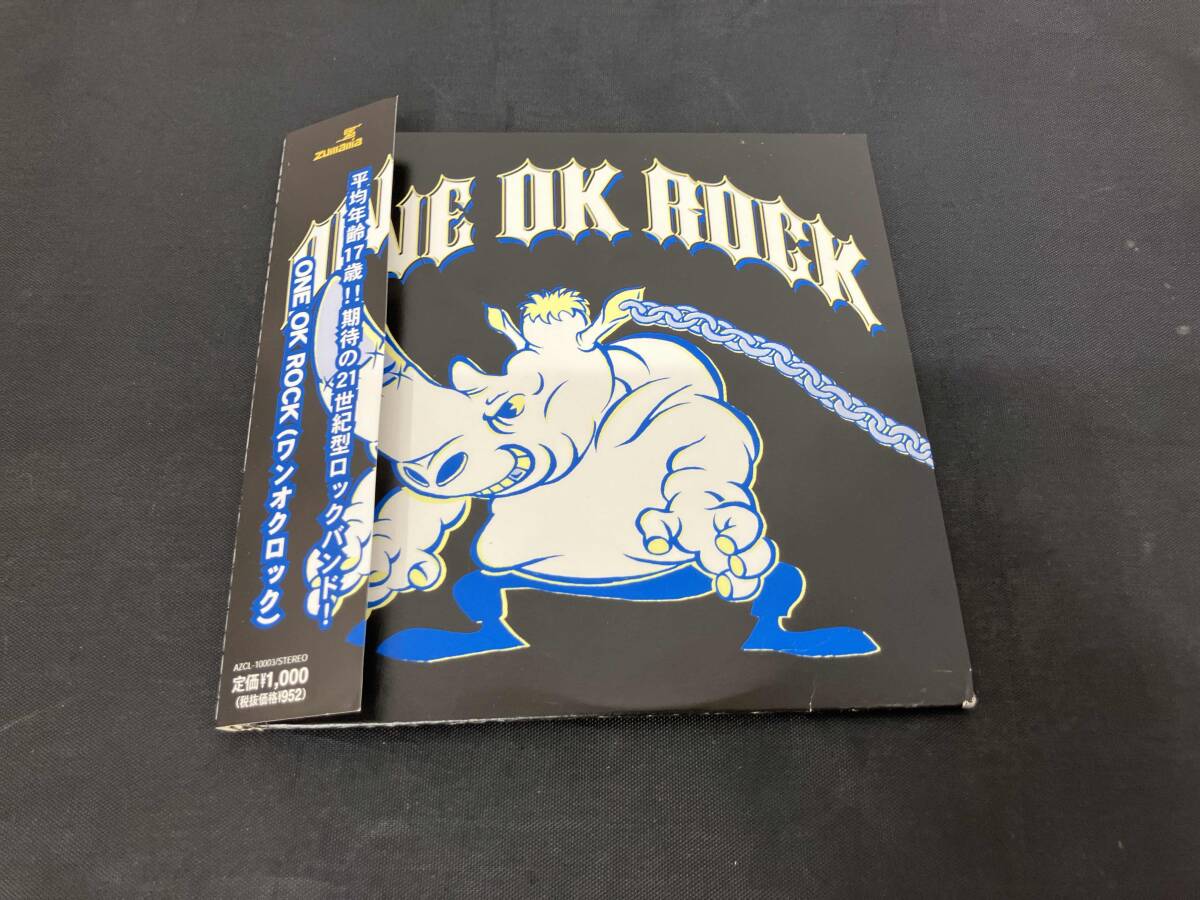 zumania
平均年齢17歳!!期待の21世紀型ロックバンド!
ONE OK ROCK(ワンオクロック)
AZCL-10003/STEREO
定価¥1,000
(税抜価格¥952)
ONE OK ROCK